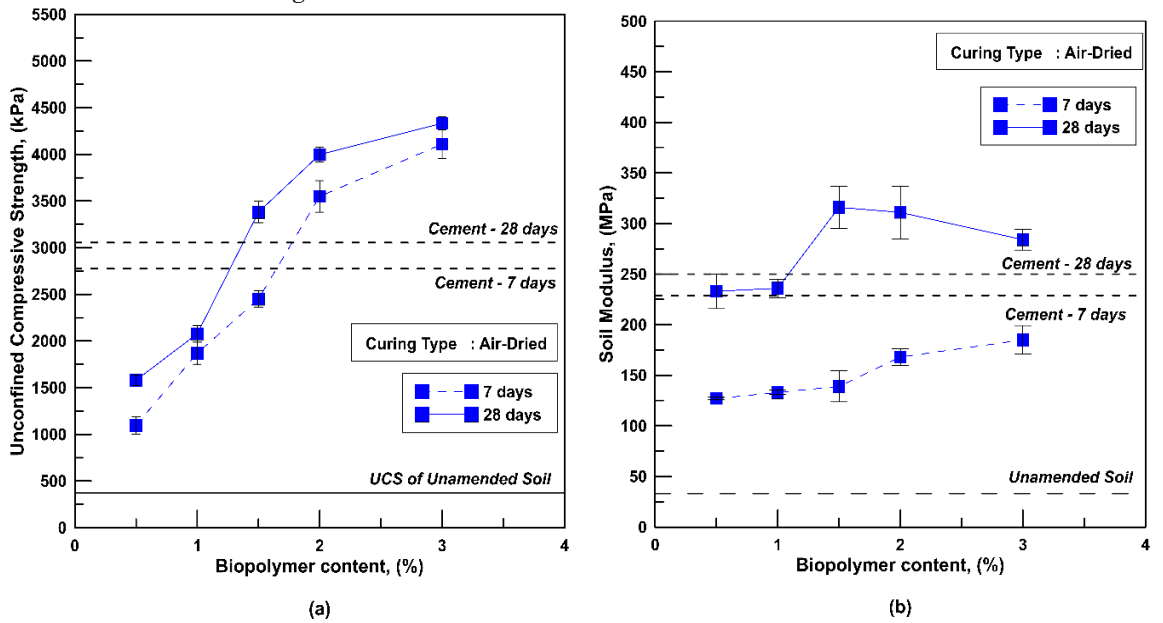 5500
5000
4500
4000
3500
3000
2500
2000
1500
1000
500
0
Unconfined Compressive Strength, (kPa)
Cement - 28 days
Cement - 7 days
Curing Type : Air-Dried
7 days
28 days
UCS of Unamended Soil
0 1 2 3 4
Biopolymer content, (%)
(a)
500
450
400
350
300
250
200
150
100
50
0
Soil Modulus, (MPa)
Curing Type : Air-Dried
7 days
28 days
Cement - 28 days
Cement - 7 days
Unamended Soil
0 1 2 3 4
Biopolymer content, (%)
(b)